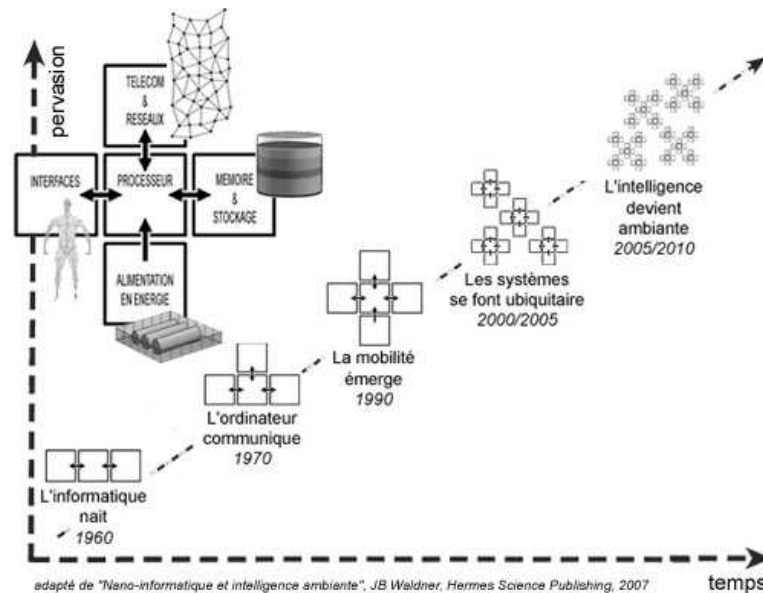 pervasion
TELECOM
&
RESEAUX
INTERFACES
PROCESSEUR
MEMOIRE
&
STOCKAGE
ALIMENTATION
EN ENERGIE
L'informatique
nait
1960
L'ordinateur
communique
1970
La mobilité
émerge
1990
Les systèmes
se font ubiquitaire
2000/2005
L'intelligence
devient
ambiante
2005/2010
adapté de "Nano-informatique et intelligence ambiante", JB Waldner, Hermes Science Publishing, 2007
temps